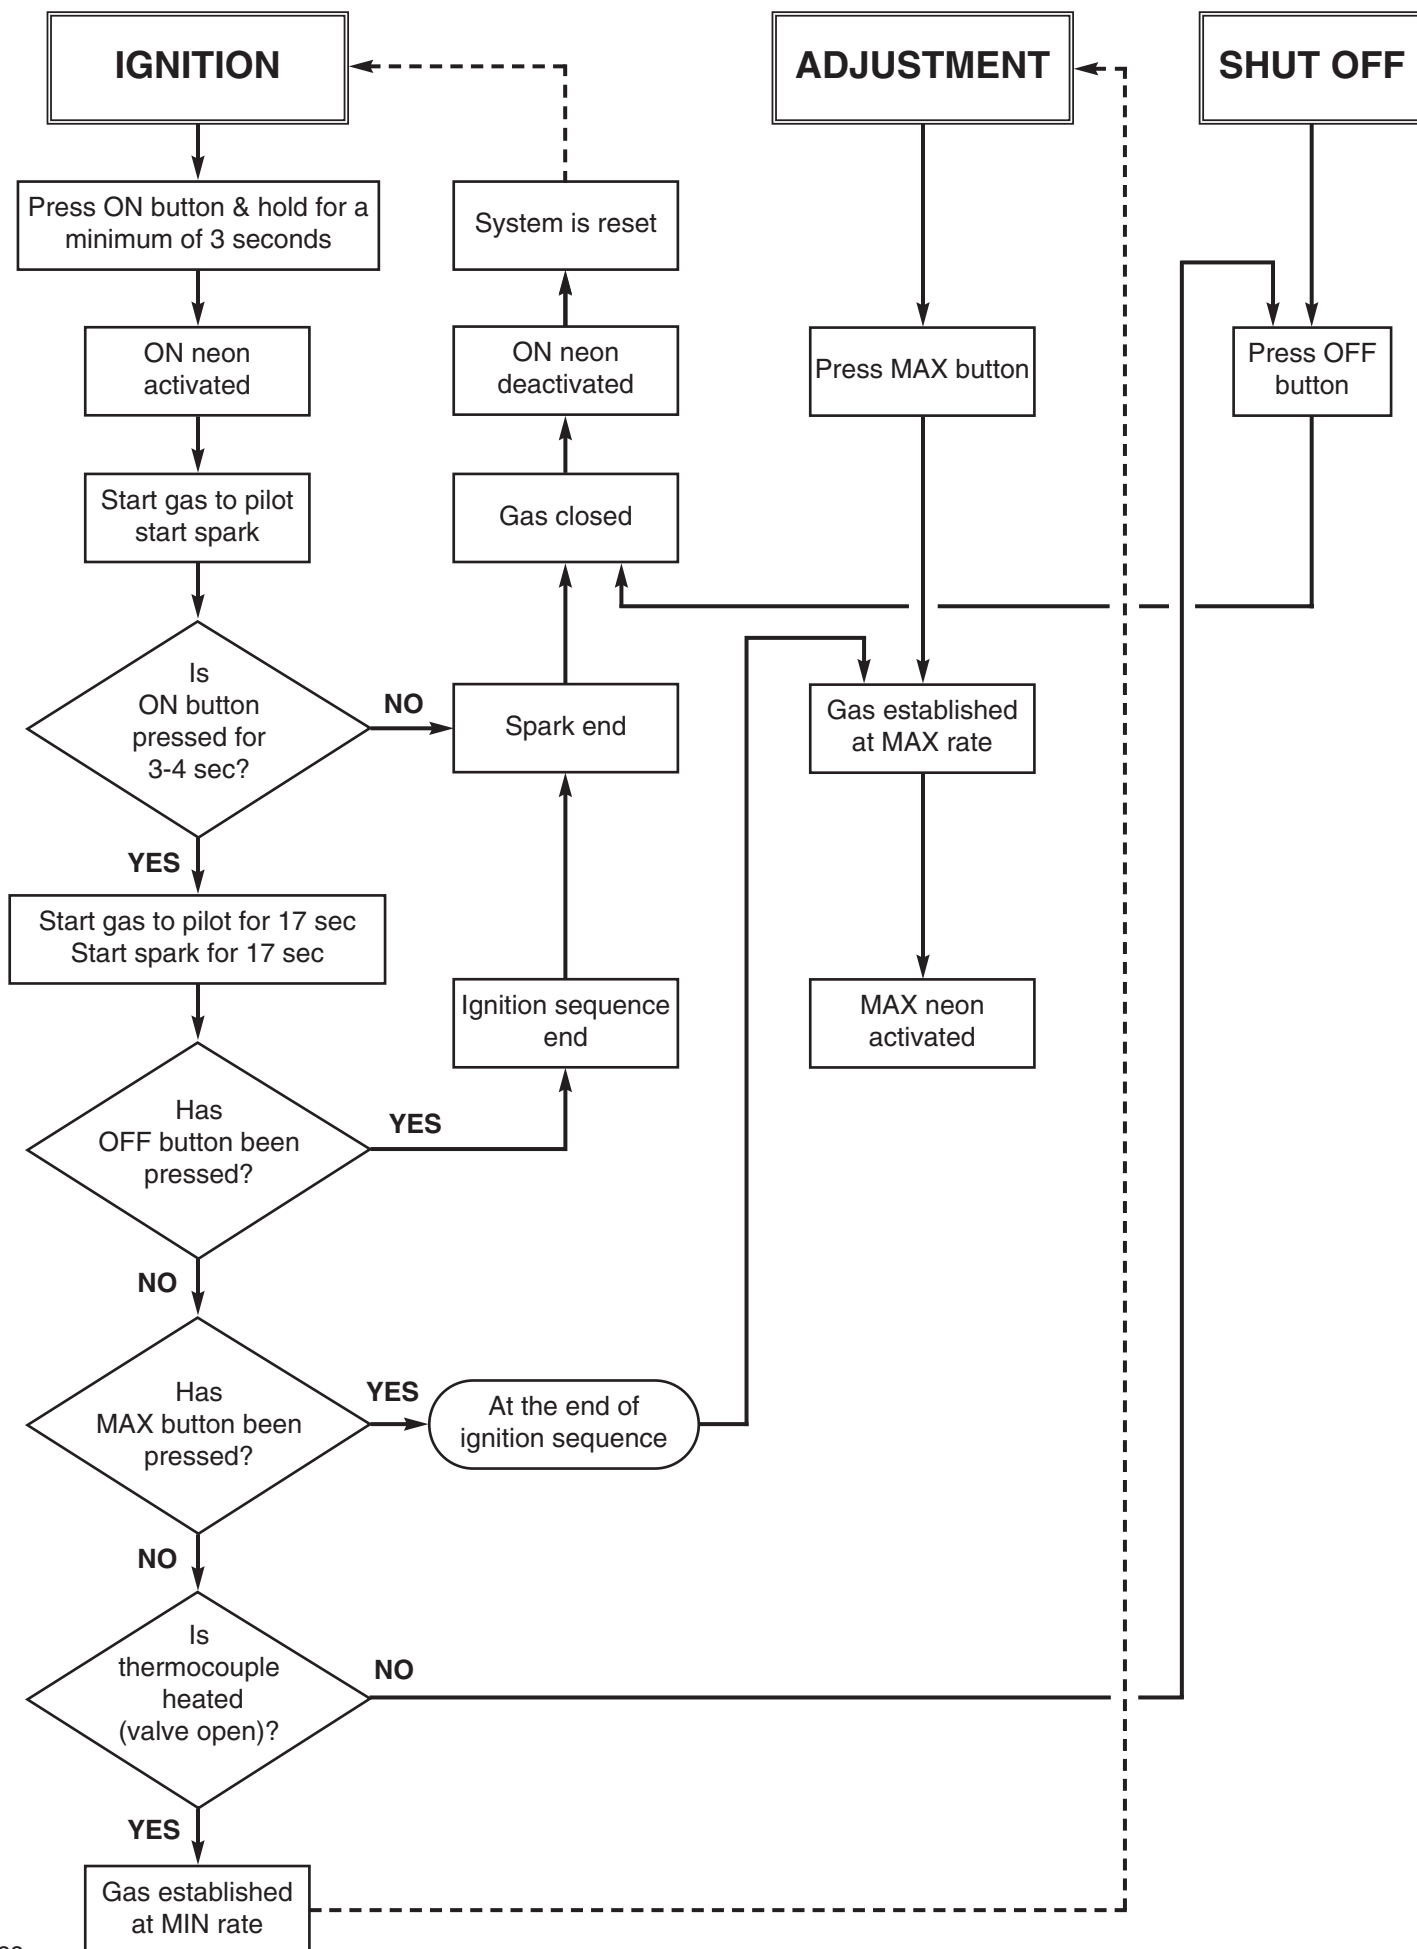 IGNITION
ADJUSTMENT
SHUT OFF
Press ON button & hold for a
minimum of 3 seconds
System is reset
ON neon
activated
ON neon
deactivated
Press MAX button
Press OFF
button
Start gas to pilot
start spark
Gas closed
Is
ON button
pressed for
3-4 sec?
NO
Spark end
Gas established
at MAX rate
YES
Start gas to pilot for 17 sec
Start spark for 17 sec
Ignition sequence
end
MAX neon
activated
Has
OFF button been
pressed?
YES
NO
Has
MAX button been
pressed?
YES
At the end of
ignition sequence
NO
Is
thermocouple
heated
(valve open)?
NO
YES
Gas established
at MIN rate